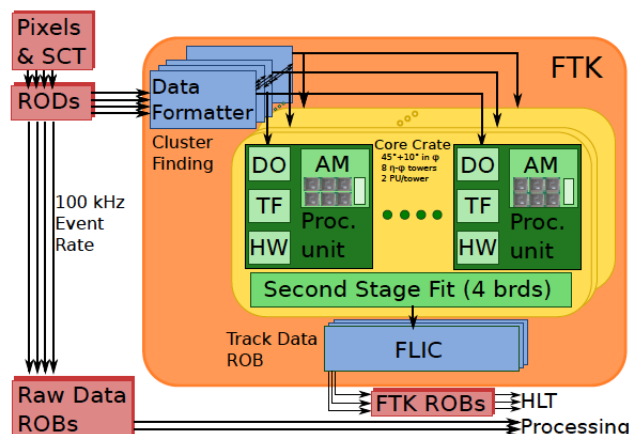 Pixels
& SCT
RODs
FTK
Data
Formatter
Cluster
Finding
100 kHz
Event
Rate
Core Crate
45°+10° in φ
8 η-φ towers
2 PU/tower
DO
AM
TF
HW
Proc.
unit
DO
AM
TF
HW
Proc.
unit
Second Stage Fit (4 brds)
Track Data
ROB
FLIC
Raw Data
ROBs
FTK ROBs
HLT
Processing